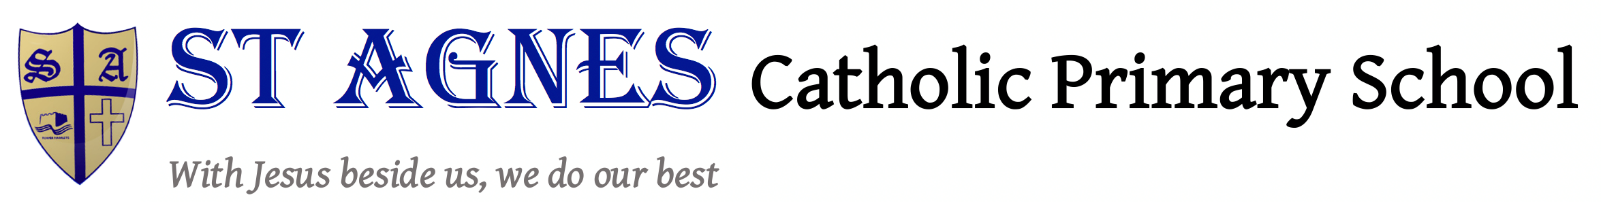 S A
ST AGNES Catholic Primary School
With Jesus beside us, we do our best